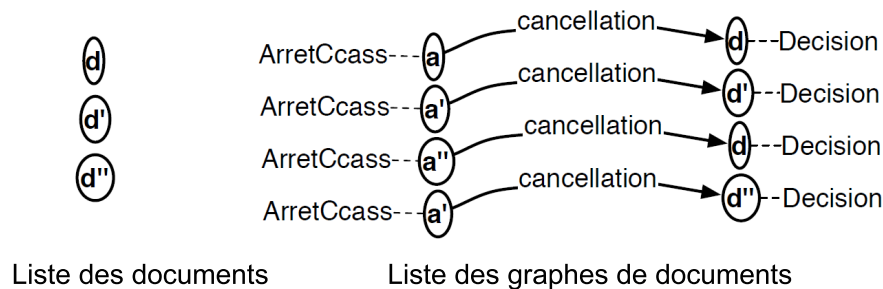 d
d'
d''
ArretCcass a cancellation d Decision
ArretCcass a' cancellation d' Decision
ArretCcass a'' cancellation d Decision
ArretCcass a' cancellation d'' Decision
Liste des documents
Liste des graphes de documents